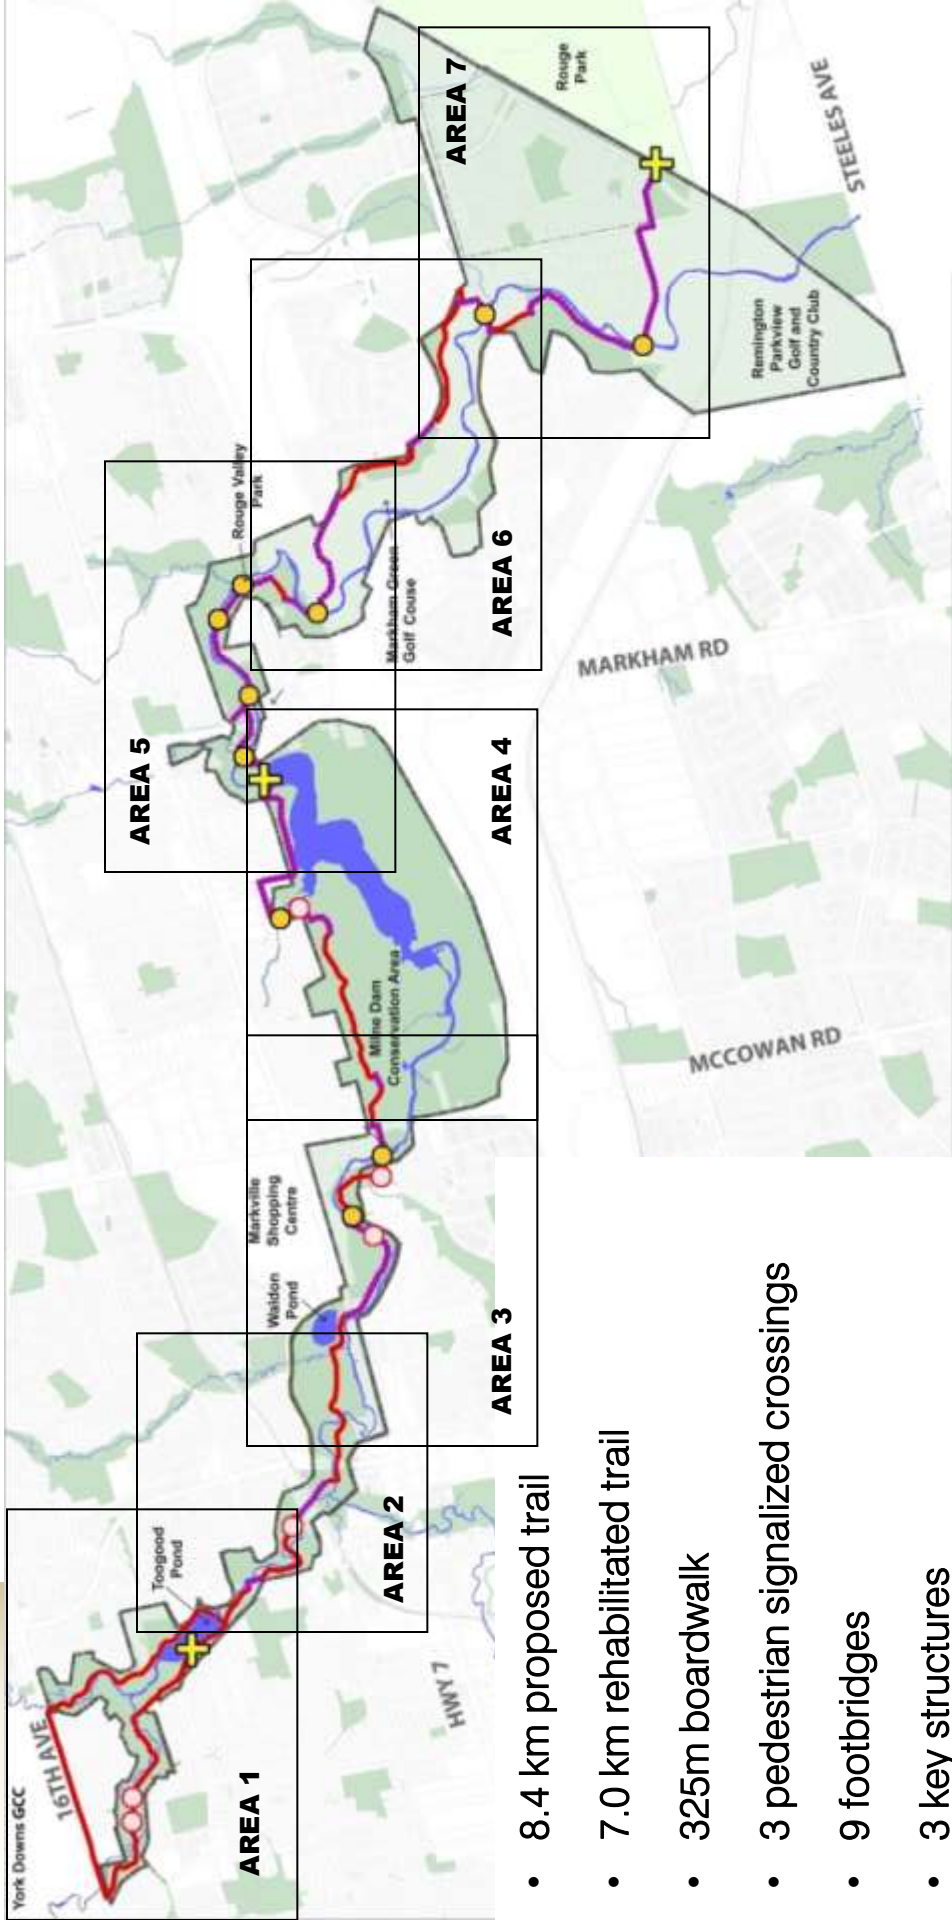 York Downs GCC
16TH AVE
AREA 1
Toogood
Pond
HWY 7
AREA 2
Waldon
Pond
Markville
Shopping
Centre
AREA 3
Milne Dam
Conservation Area
MCCOWAN RD
AREA 4
AREA 5
MARKHAM RD
Rouge Valley
Park
Markham Green
Golf Couse
AREA 6
AREA 7
Rouge
Park
Remington
Parkview
Golf and
Country Club
STEELES AVE
• 8.4 km proposed trail
• 7.0 km rehabilitated trail
• 325m boardwalk
• 3 pedestrian signalized crossings
• 9 footbridges
• 3 key structures